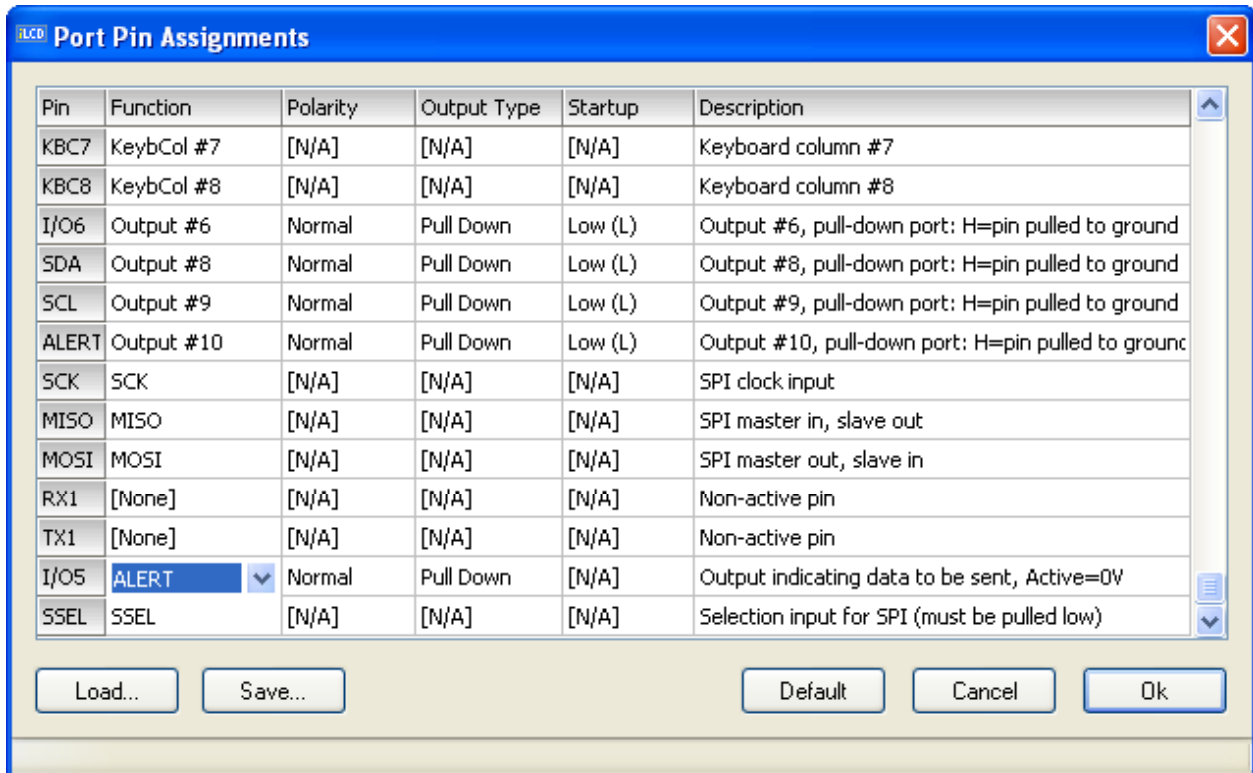 iLCD Port Pin Assignments
Pin Function Polarity Output Type Startup Description
KBC7 KeybCol #7 [N/A] [N/A] [N/A] Keyboard column #7
KBC8 KeybCol #8 [N/A] [N/A] [N/A] Keyboard column #8
I/O6 Output #6 Normal Pull Down Low (L) Output #6, pull-down port: H=pin pulled to ground
SDA Output #8 Normal Pull Down Low (L) Output #8, pull-down port: H=pin pulled to ground
SCL Output #9 Normal Pull Down Low (L) Output #9, pull-down port: H=pin pulled to ground
ALERT Output #10 Normal Pull Down Low (L) Output #10, pull-down port: H=pin pulled to ground
SCK SCK [N/A] [N/A] [N/A] SPI clock input
MISO MISO [N/A] [N/A] [N/A] SPI master in, slave out
MOSI MOSI [N/A] [N/A] [N/A] SPI master out, slave in
RX1 [None] [N/A] [N/A] [N/A] Non-active pin
TX1 [None] [N/A] [N/A] [N/A] Non-active pin
I/O5 ALERT Normal Pull Down [N/A] Output indicating data to be sent, Active=0V
SSEL SSEL [N/A] [N/A] [N/A] Selection input for SPI (must be pulled low)
Load... Save... Default Cancel Ok